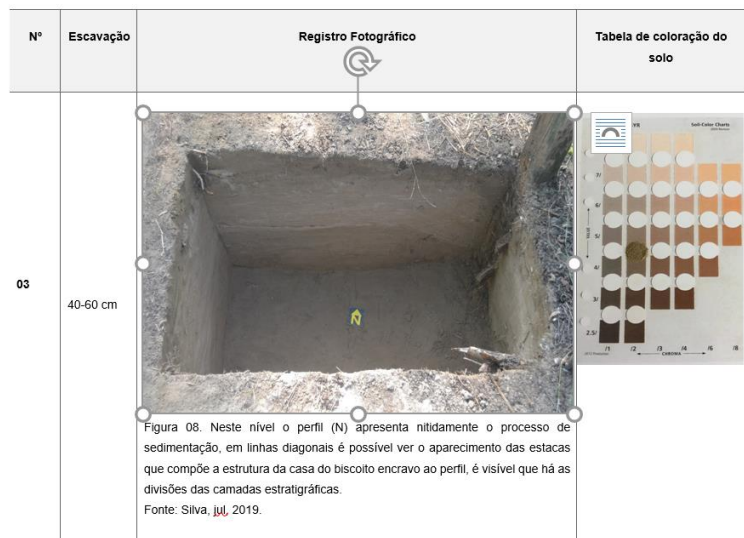 Nº
Escavação
Registro Fotográfico
Tabela de coloração do
solo
03
40-60 cm
N
YR
Soil-Color Charts
7/
6/
5/
4/
3/
2.5/
/1 /2 /3 /4 /6 /8
CHROMA
Figura 08. Neste nível o perfil (N) apresenta nitidamente o processo de
sedimentação, em linhas diagonais é possível ver o aparecimento das estacas
que compõe a estrutura da casa do biscoito encravo ao perfil, é visível que há as
divisões das camadas estratigráficas.
Fonte: Silva, jul, 2019.